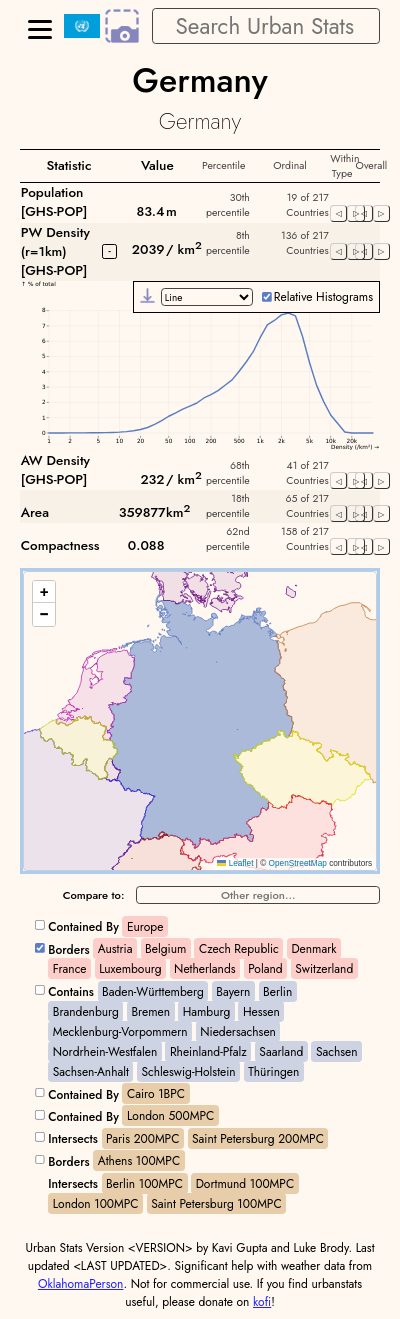 Search Urban Stats
Germany
Germany
Statistic Value Percentile Ordinal Within Type Overall
Population [GHS-POP] 83.4m 30th percentile 19 of 217 Countries ◁ ▷ ◁ ▷
PW Density (r=1km) [GHS-POP] - 2039 / km2 8th percentile 136 of 217 Countries ◁ ▷ ◁ ▷
↑ % of total
Line Relative Histograms
8
7
6
5
4
3
2
1
0
1 2 5 10 20 50 100 200 500 1k 2k 5k 10k 20k
Density (/km²) →
AW Density [GHS-POP] 232 / km2 68th percentile 41 of 217 Countries ◁ ▷ ◁ ▷
Area 359877km2 18th percentile 65 of 217 Countries ◁ ▷ ◁ ▷
Compactness 0.088 62nd percentile 158 of 217 Countries ◁ ▷ ◁ ▷
+
−
Leaflet | © OpenStreetMap contributors
Compare to: Other region...
Contained By Europe
Borders Austria Belgium Czech Republic Denmark
France Luxembourg Netherlands Poland Switzerland
Contains Baden-Württemberg Bayern Berlin
Brandenburg Bremen Hamburg Hessen
Mecklenburg-Vorpommern Niedersachsen
Nordrhein-Westfalen Rheinland-Pfalz Saarland Sachsen
Sachsen-Anhalt Schleswig-Holstein Thüringen
Contained By Cairo 1BPC
Contained By London 500MPC
Intersects Paris 200MPC Saint Petersburg 200MPC
Borders Athens 100MPC
Intersects Berlin 100MPC Dortmund 100MPC
London 100MPC Saint Petersburg 100MPC
Urban Stats Version <VERSION> by Kavi Gupta and Luke Brody. Last
updated <LAST UPDATED>. Significant help with weather data from
OklahomaPerson. Not for commercial use. If you find urbanstats
useful, please donate on kofi!